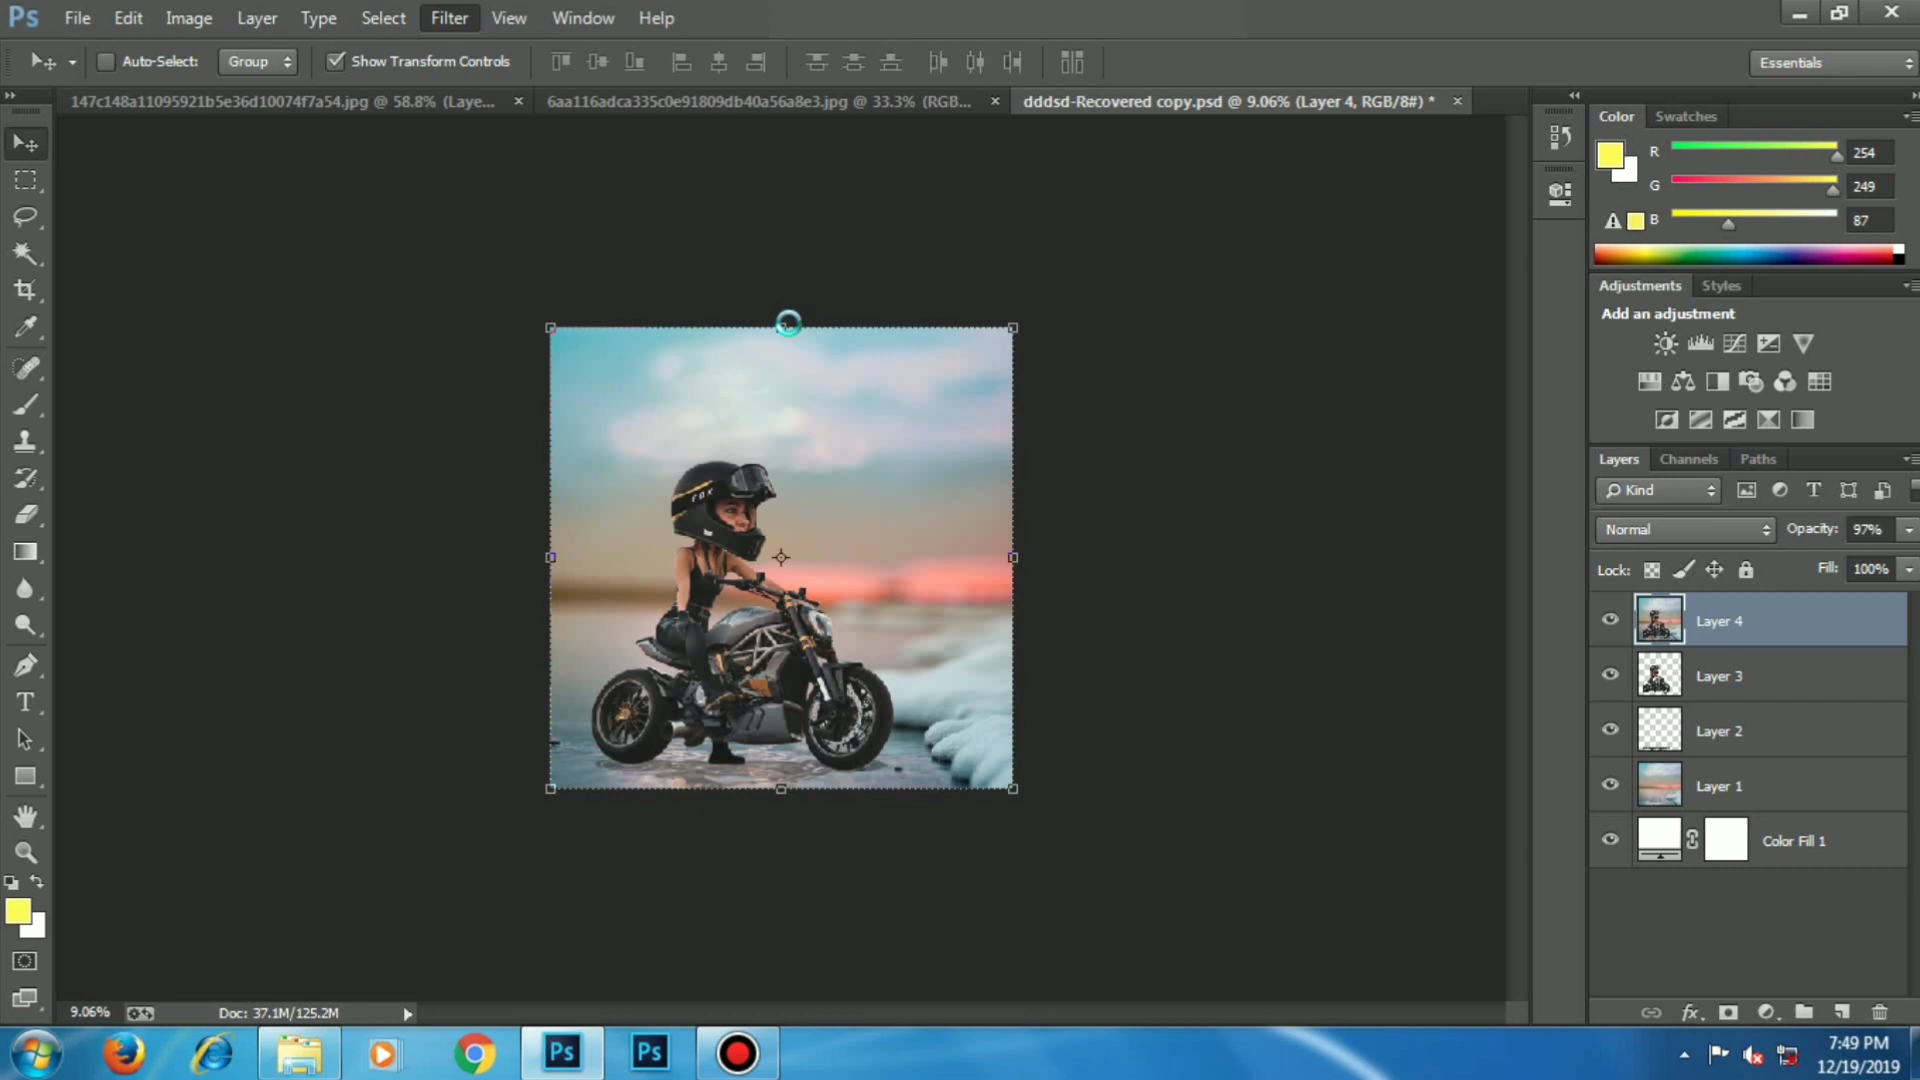 Ps File Edit Image Layer Type Select Filter View Window Help
Auto-Select: Group Show Transform Controls Essentials
147c148a11095921b5e36d10074f7a54.jpg @ 58.8% (Laye... × 6aa116adca335c0e91809db40a56a8e3.jpg @ 33.3% (RGB... × dddsd-Recovered copy.psd @ 9.06% (Layer 4, RGB/8#) * ×
Color Swatches
R 254
G 249
B 87
Adjustments Styles
Add an adjustment
Layers Channels Paths
Kind
Normal Opacity: 97%
Lock: Fill: 100%
Layer 4
Layer 3
Layer 2
Layer 1
Color Fill 1
FOX
9.06% Doc: 37.1M/125.2M
Ps Ps
7:49 PM
12/19/2019